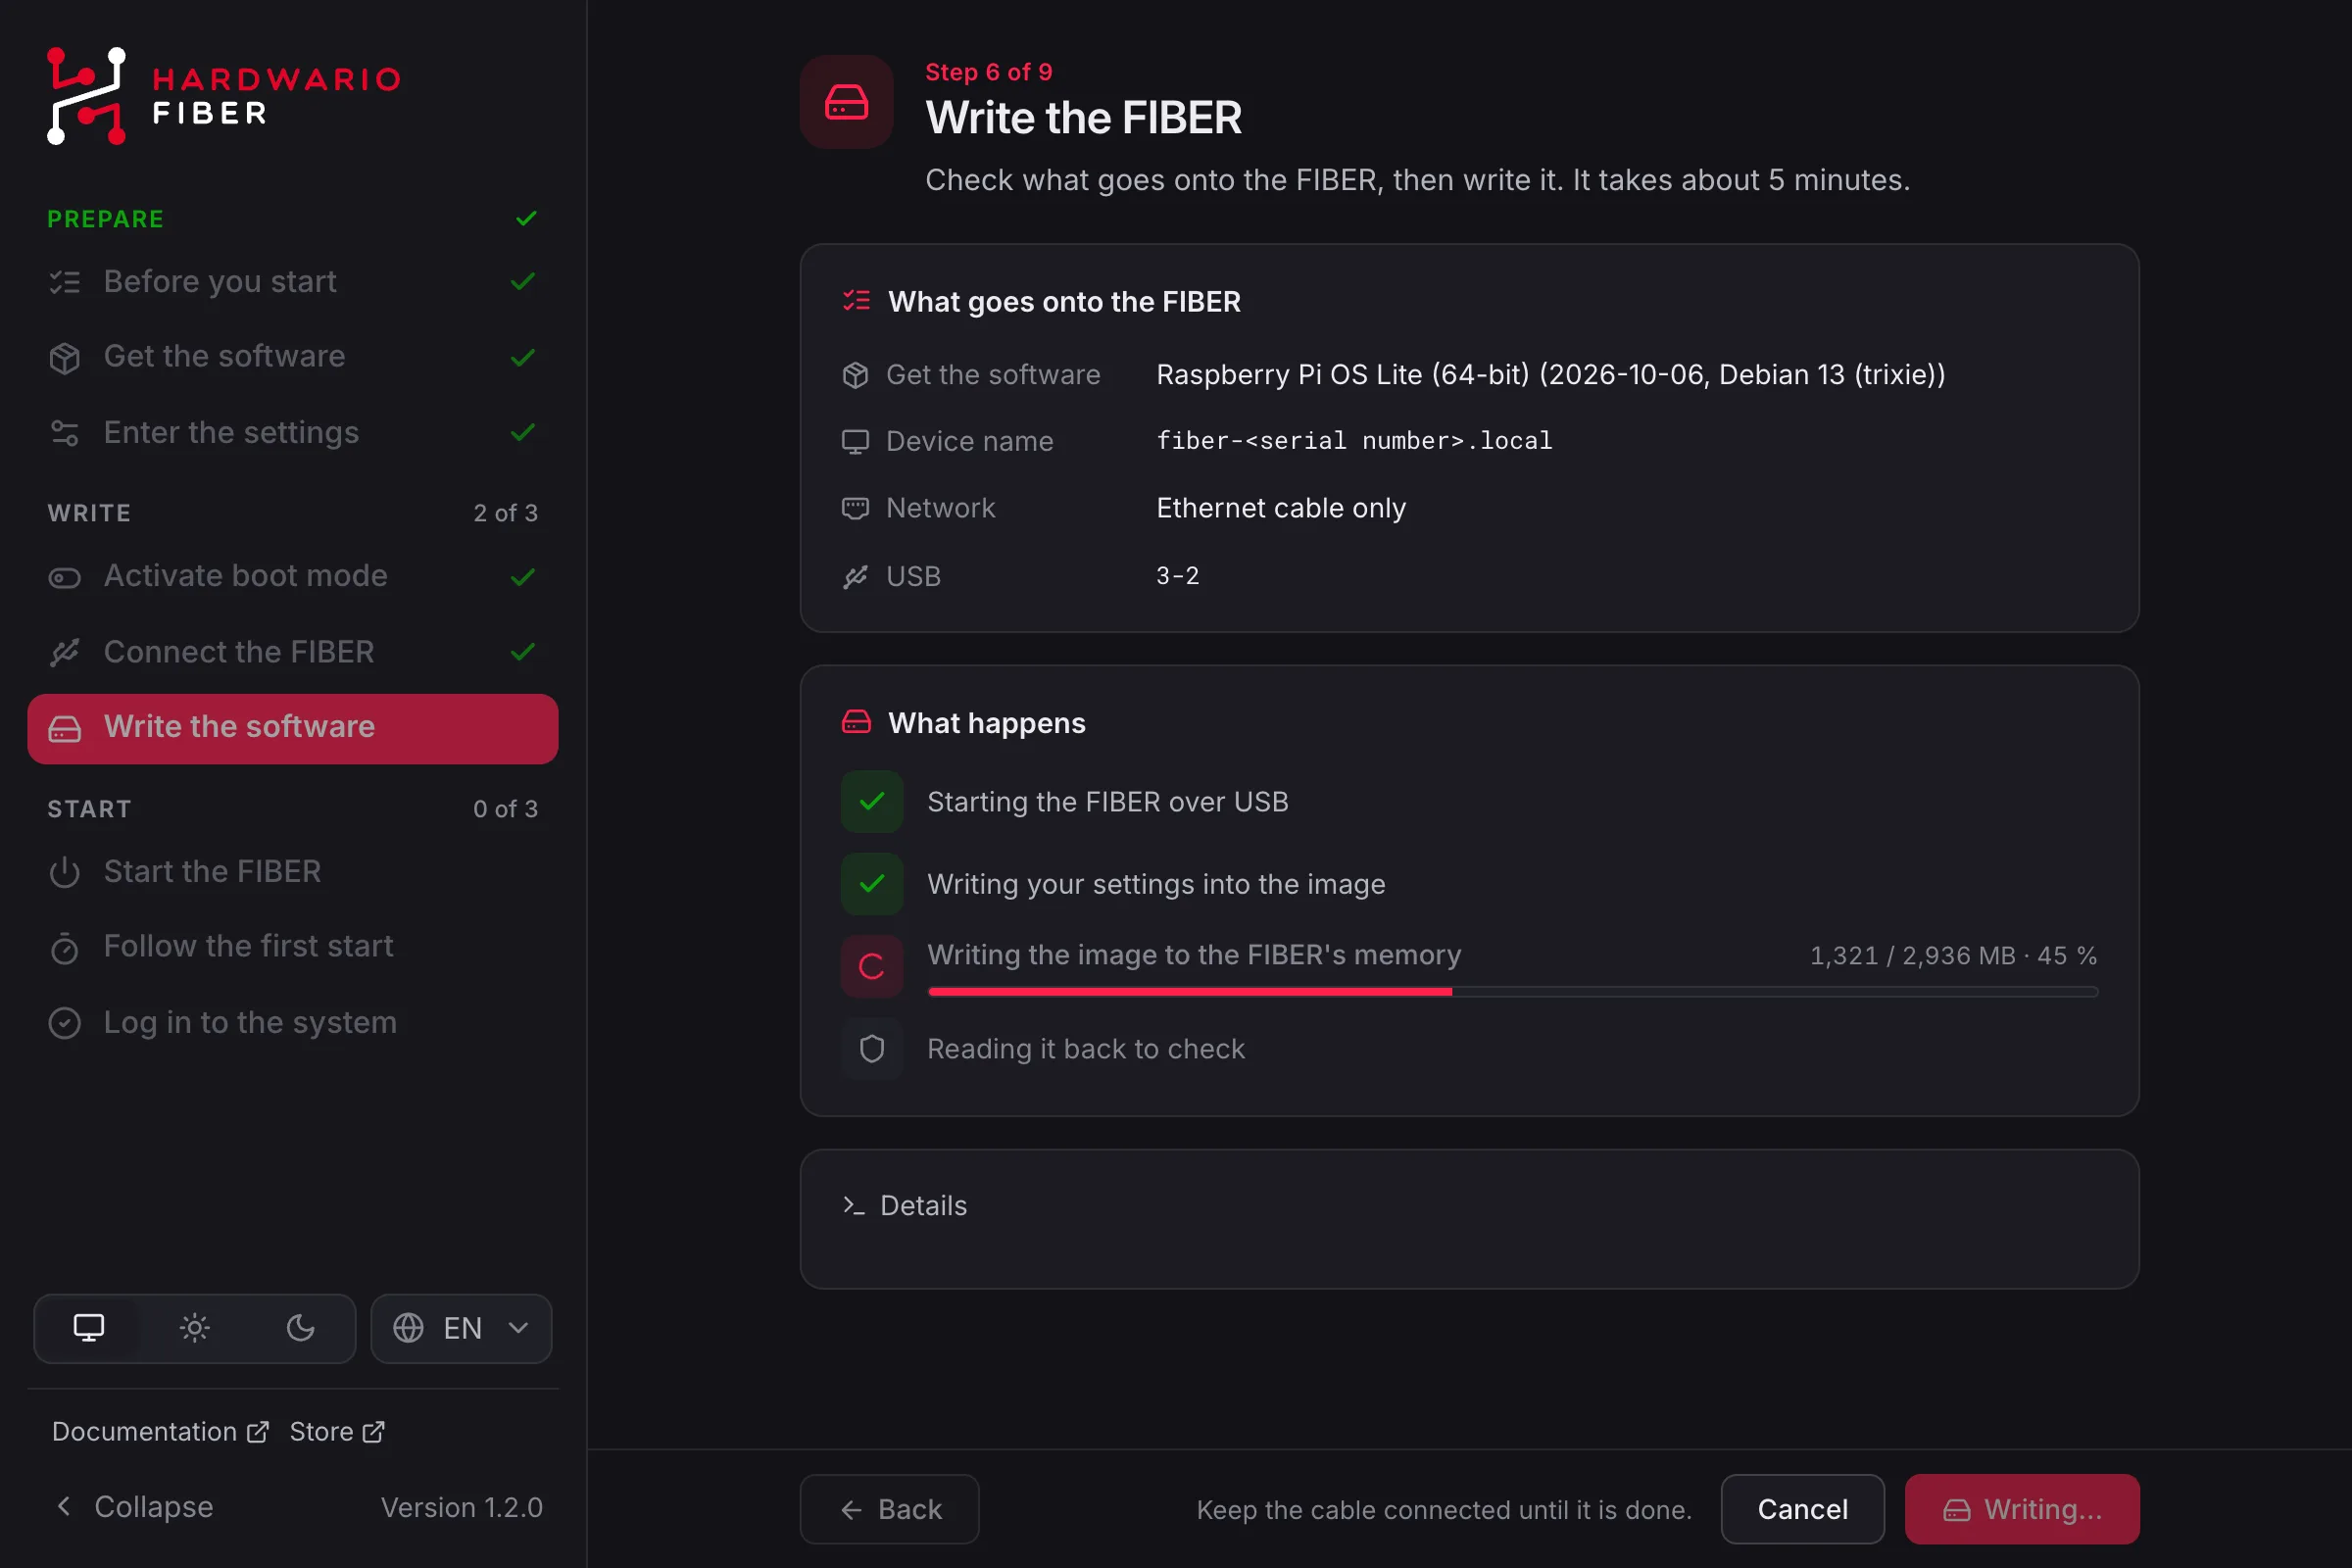 HARDWARIO
FIBER
PREPARE
Before you start
Get the software
Enter the settings
WRITE 2 of 3
Activate boot mode
Connect the FIBER
Write the software
START 0 of 3
Start the FIBER
Follow the first start
Log in to the system
EN
Documentation Store
Collapse Version 1.2.0
Step 6 of 9
Write the FIBER
Check what goes onto the FIBER, then write it. It takes about 5 minutes.
What goes onto the FIBER
Get the software Raspberry Pi OS Lite (64-bit) (2026-10-06, Debian 13 (trixie))
Device name fiber-<serial number>.local
Network Ethernet cable only
USB 3-2
What happens
Starting the FIBER over USB
Writing your settings into the image
Writing the image to the FIBER's memory 1,321 / 2,936 MB · 45 %
Reading it back to check
Details
Back Keep the cable connected until it is done. Cancel Writing...